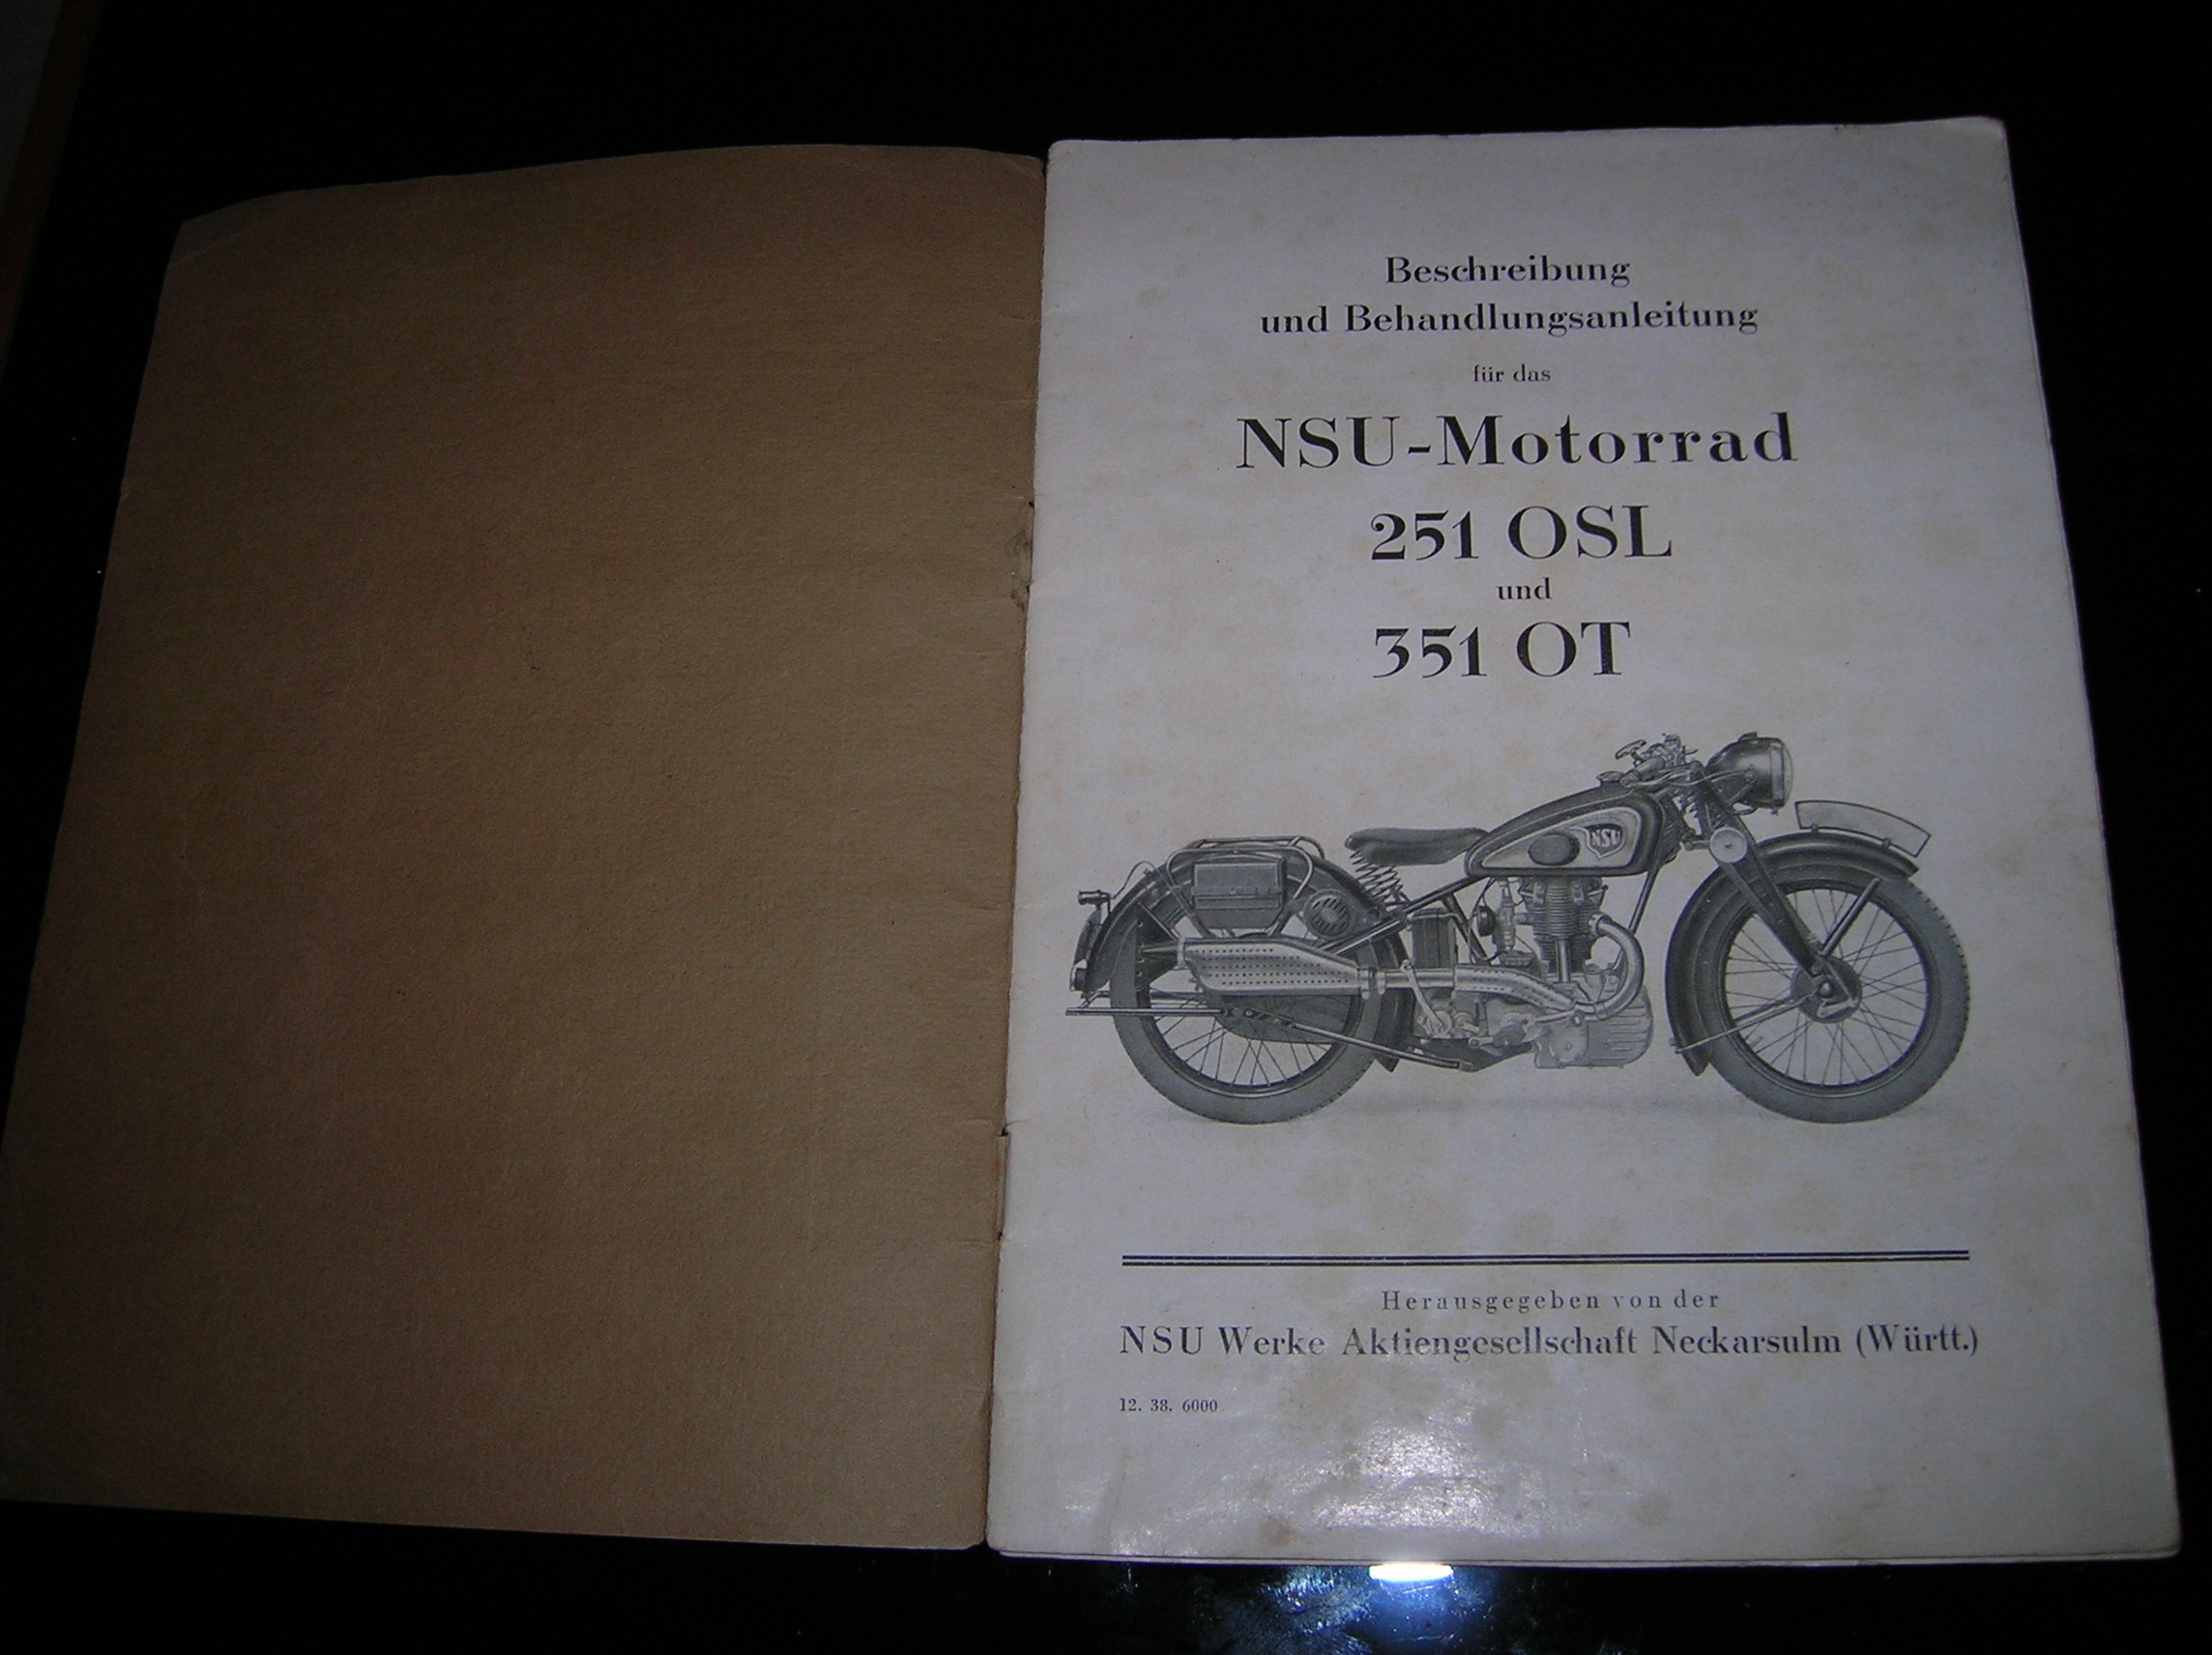 Beschreibung
und Behandlungsanleitung
für das
NSU-Motorrad
251 OSL
und
351 OT
NSU
Herausgegeben von der
NSU Werke Aktiengesellschaft Neckarsulm (Württ.)
12. 38. 6000